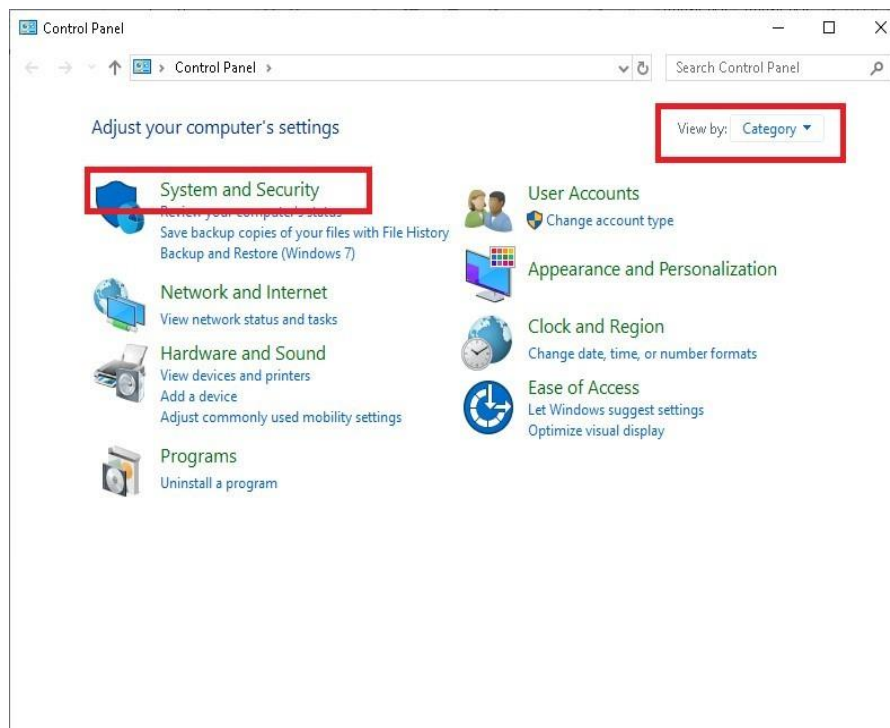 Control Panel
Control Panel
Search Control Panel
Adjust your computer's settings
View by: Category
System and Security
Review your computer's status
Save backup copies of your files with File History
Backup and Restore (Windows 7)
Network and Internet
View network status and tasks
Hardware and Sound
View devices and printers
Add a device
Adjust commonly used mobility settings
Programs
Uninstall a program
User Accounts
Change account type
Appearance and Personalization
Clock and Region
Change date, time, or number formats
Ease of Access
Let Windows suggest settings
Optimize visual display